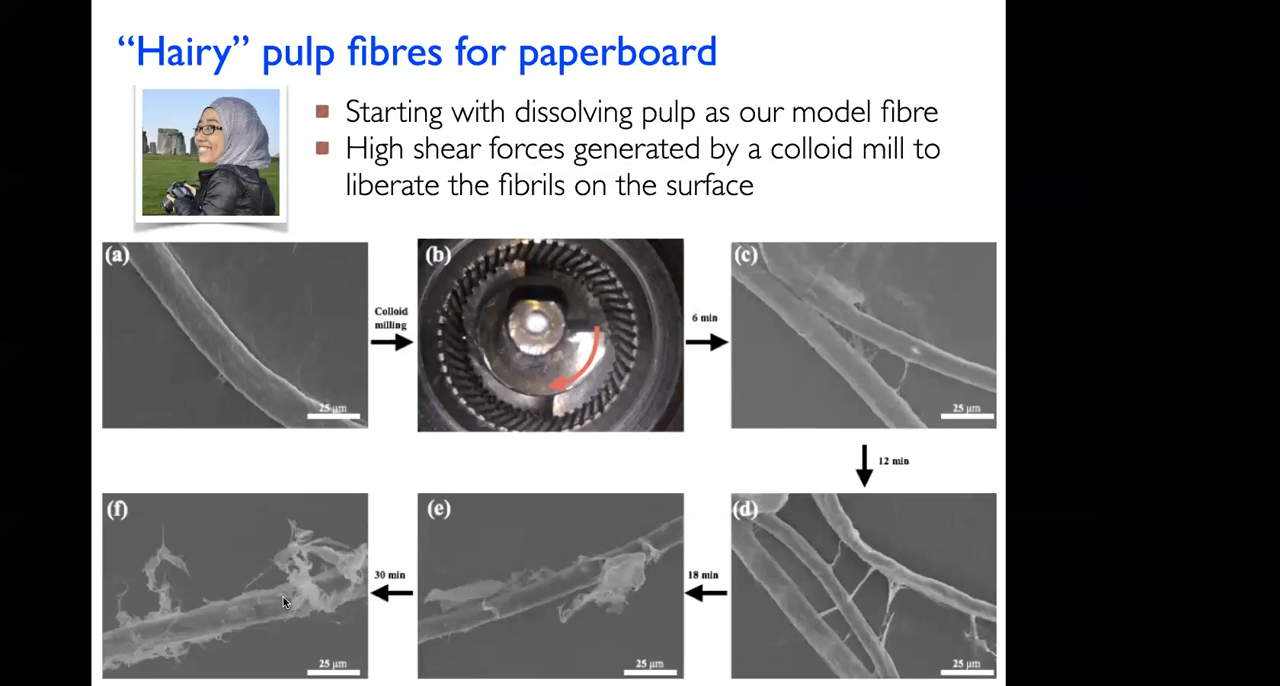 “Hairy” pulp fibres for paperboard
Starting with dissolving pulp as our model fibre
High shear forces generated by a colloid mill to
liberate the fibrils on the surface
(a)
25 µm
Colloid
milling
(b)
6 min
(c)
25 µm
12 min
(f)
25 µm
30 min
(e)
25 µm
18 min
(d)
25 µm